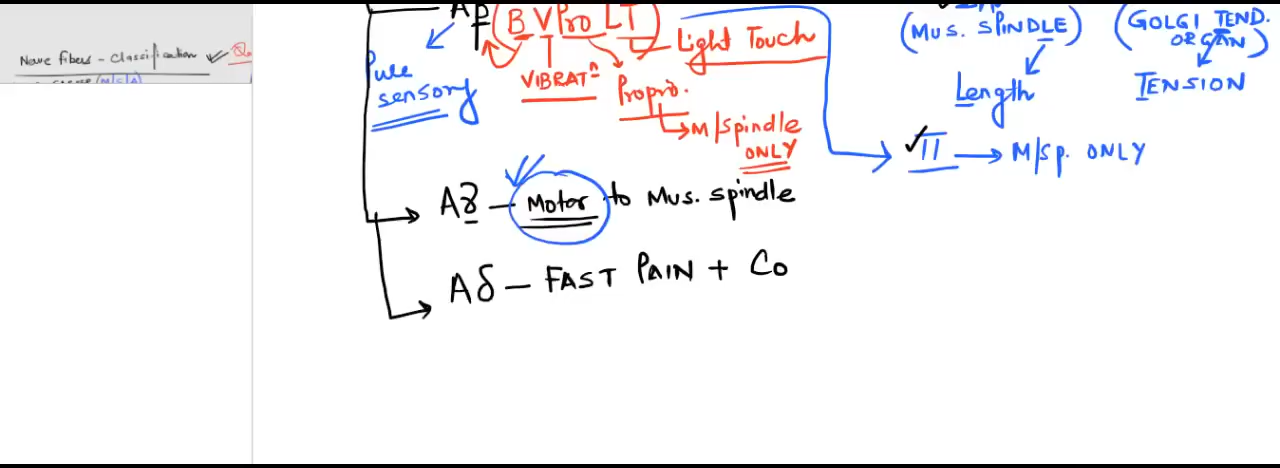 Nerve fibers - Classification
Aβ (B V Pro LT)
Light Touch
VIBRATⁿ
Proprio.
M/spindle
ONLY
Pure
sensory
(MUS. SPINDLE)
Length
(GOLGI TEND.
ORGAN)
TENSION
II → M/SP. ONLY
Aγ - Motor to Mus. spindle
Aδ - FAST PAIN + Co